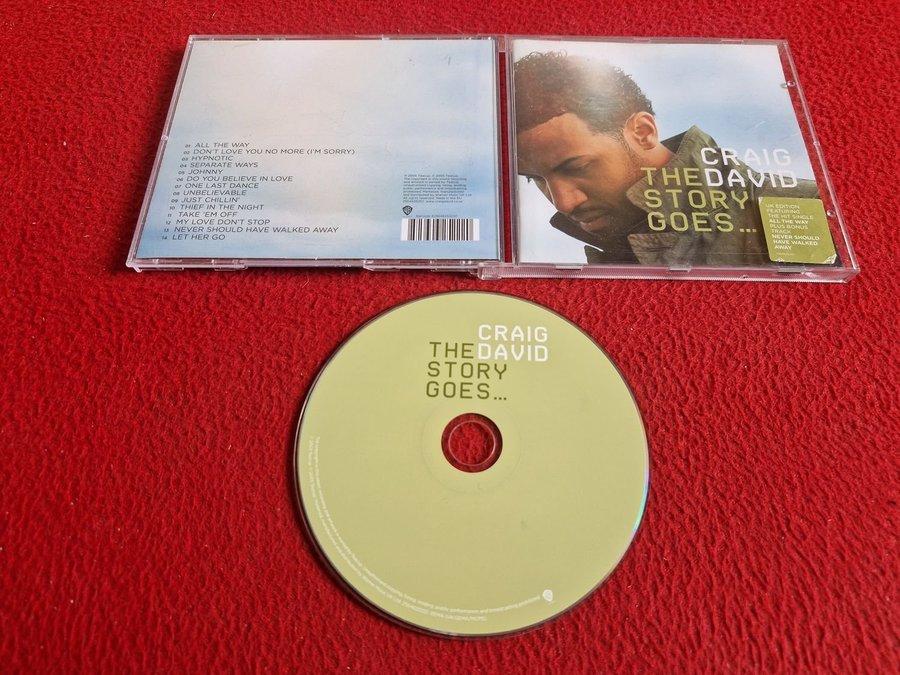 01 ALL THE WAY
02 DON'T LOVE YOU NO MORE (I'M SORRY)
03 HYPNOTIC
04 SEPARATE WAYS
05 JOHNNY
06 DO YOU BELIEVE IN LOVE
07 ONE LAST DANCE
08 UNBELIEVABLE
09 JUST CHILLIN'
10 THIEF IN THE NIGHT
11 TAKE 'EM OFF
12 MY LOVE DON'T STOP
13 NEVER SHOULD HAVE WALKED AWAY
14 LET HER GO
CRAIG
THE DAVID
STORY
GOES...
UK EDITION
FEATURING
THE HIT SINGLE
ALL THE WAY
PLUS BONUS
TRACK
NEVER SHOULD
HAVE WALKED
AWAY
CRAIG
THE DAVID
STORY
GOES...